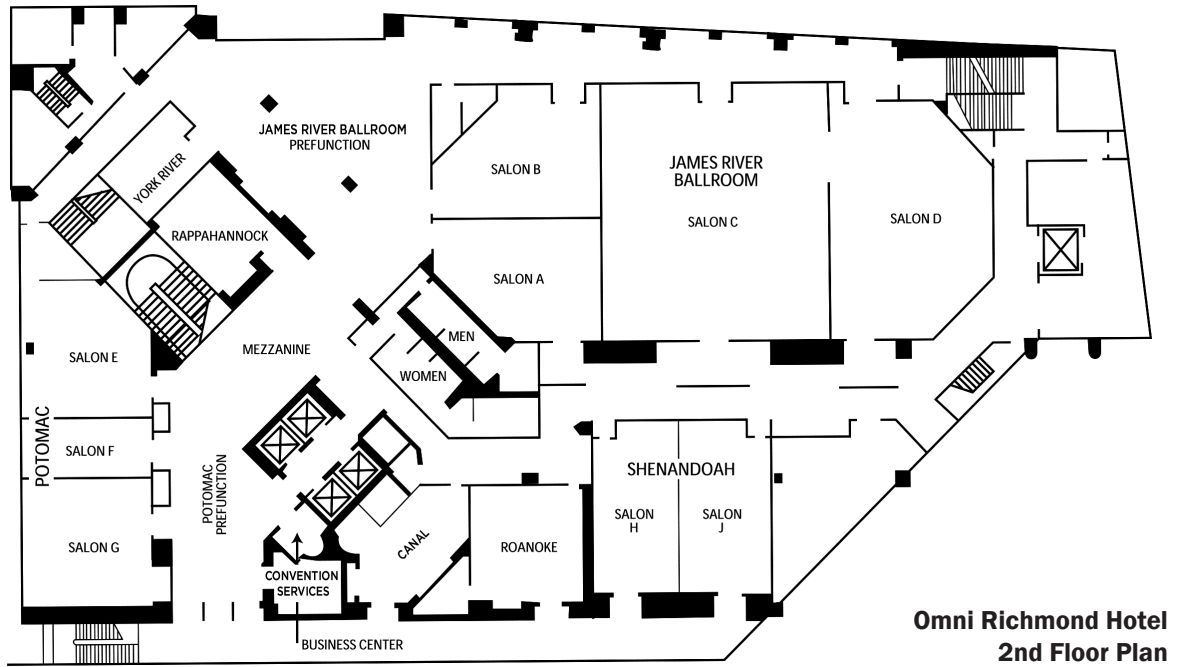 JAMES RIVER BALLROOM
PREFUNCTION
YORK RIVER
RAPPAHANNOCK
SALON B
JAMES RIVER
BALLROOM
SALON C
SALON D
SALON A
MEN
WOMEN
MEZZANINE
SALON E
POTOMAC
SALON F
POTOMAC
PREFUNCTION
SALON G
SHENANDOAH
SALON
H
SALON
J
CANAL
ROANOKE
CONVENTION
SERVICES
BUSINESS CENTER
Omni Richmond Hotel
2nd Floor Plan